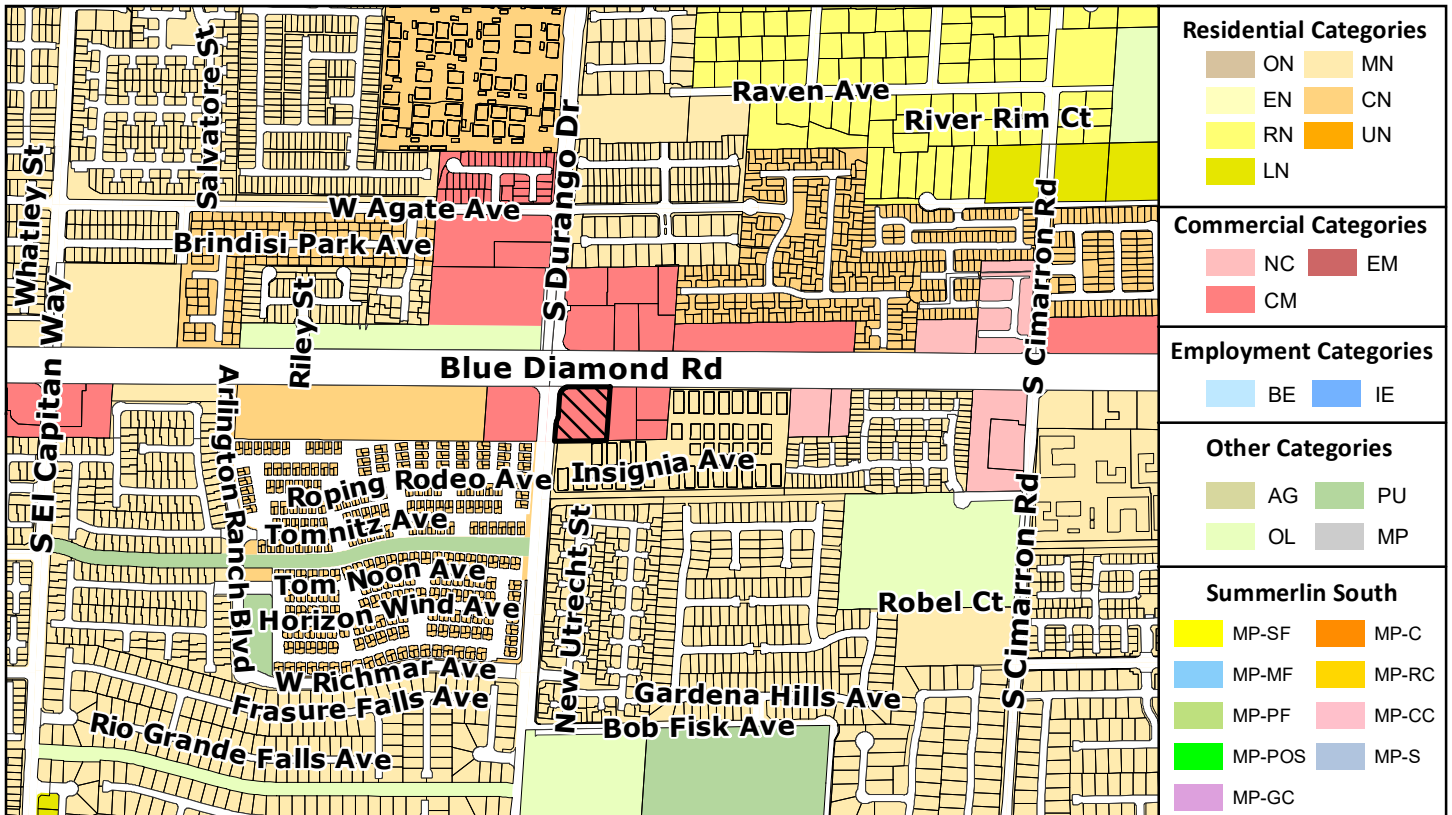 Raven Ave
River Rim Ct
Salvatore St
Whatley St
S Durango Dr
W Agate Ave
Brindisi Park Ave
Riley St
S El Capitan Way
S Cimarron Rd
Blue Diamond Rd
Arlington Ranch Blvd
Insignia Ave
Roping Rodeo Ave
Tomnitz Ave
Tom Noon Ave
Horizon Wind Ave
W Richmar Ave
Frasure Falls Ave
Rio Grande Falls Ave
New Utrecht St
Robel Ct
S Cimarron Rd
Gardena Hills Ave
Bob Fisk Ave
Residential Categories
ON MN
EN CN
RN UN
LN
Commercial Categories
NC EM
CM
Employment Categories
BE IE
Other Categories
AG PU
OL MP
Summerlin South
MP-SF MP-C
MP-MF MP-RC
MP-PF MP-CC
MP-POS MP-S
MP-GC